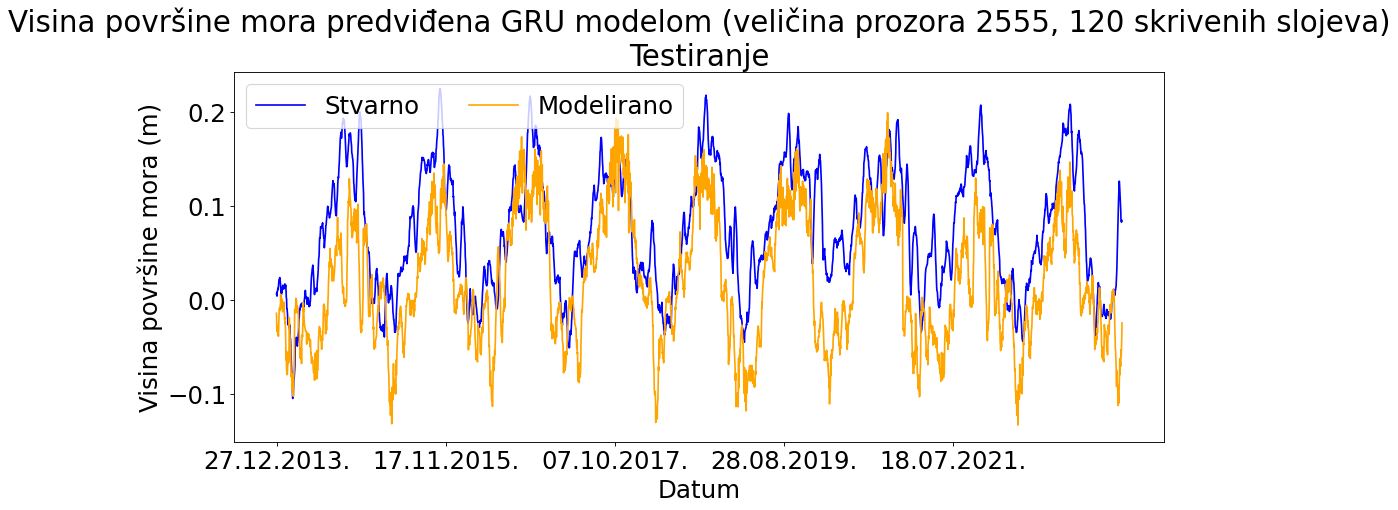 Visina površine mora predviđena GRU modelom (veličina prozora 2555, 120 skrivenih slojeva)
Testiranje
Stvarno Modelirano
Visina površine mora (m)
0.2
0.1
0.0
−0.1
27.12.2013. 17.11.2015. 07.10.2017. 28.08.2019. 18.07.2021.
Datum